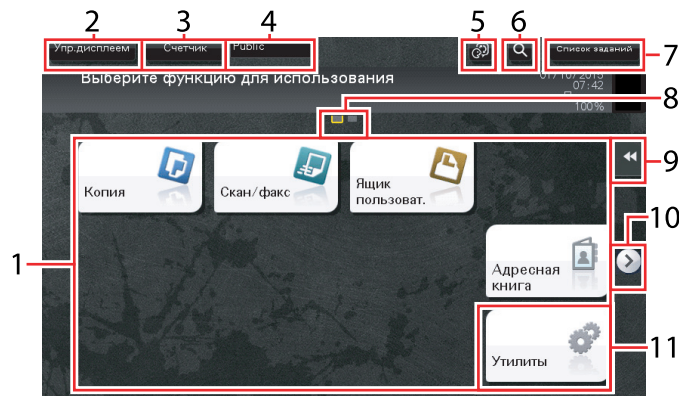 2 3 4 5 6
Упр.дисплеем Счетчик Public Список заданий 7
Выберите функцию для использования 01/10/2015
07:42
100%
8
9
Копия Скан/факс Ящик
пользоват.
10
1
Адресная
книга
11
Утилиты